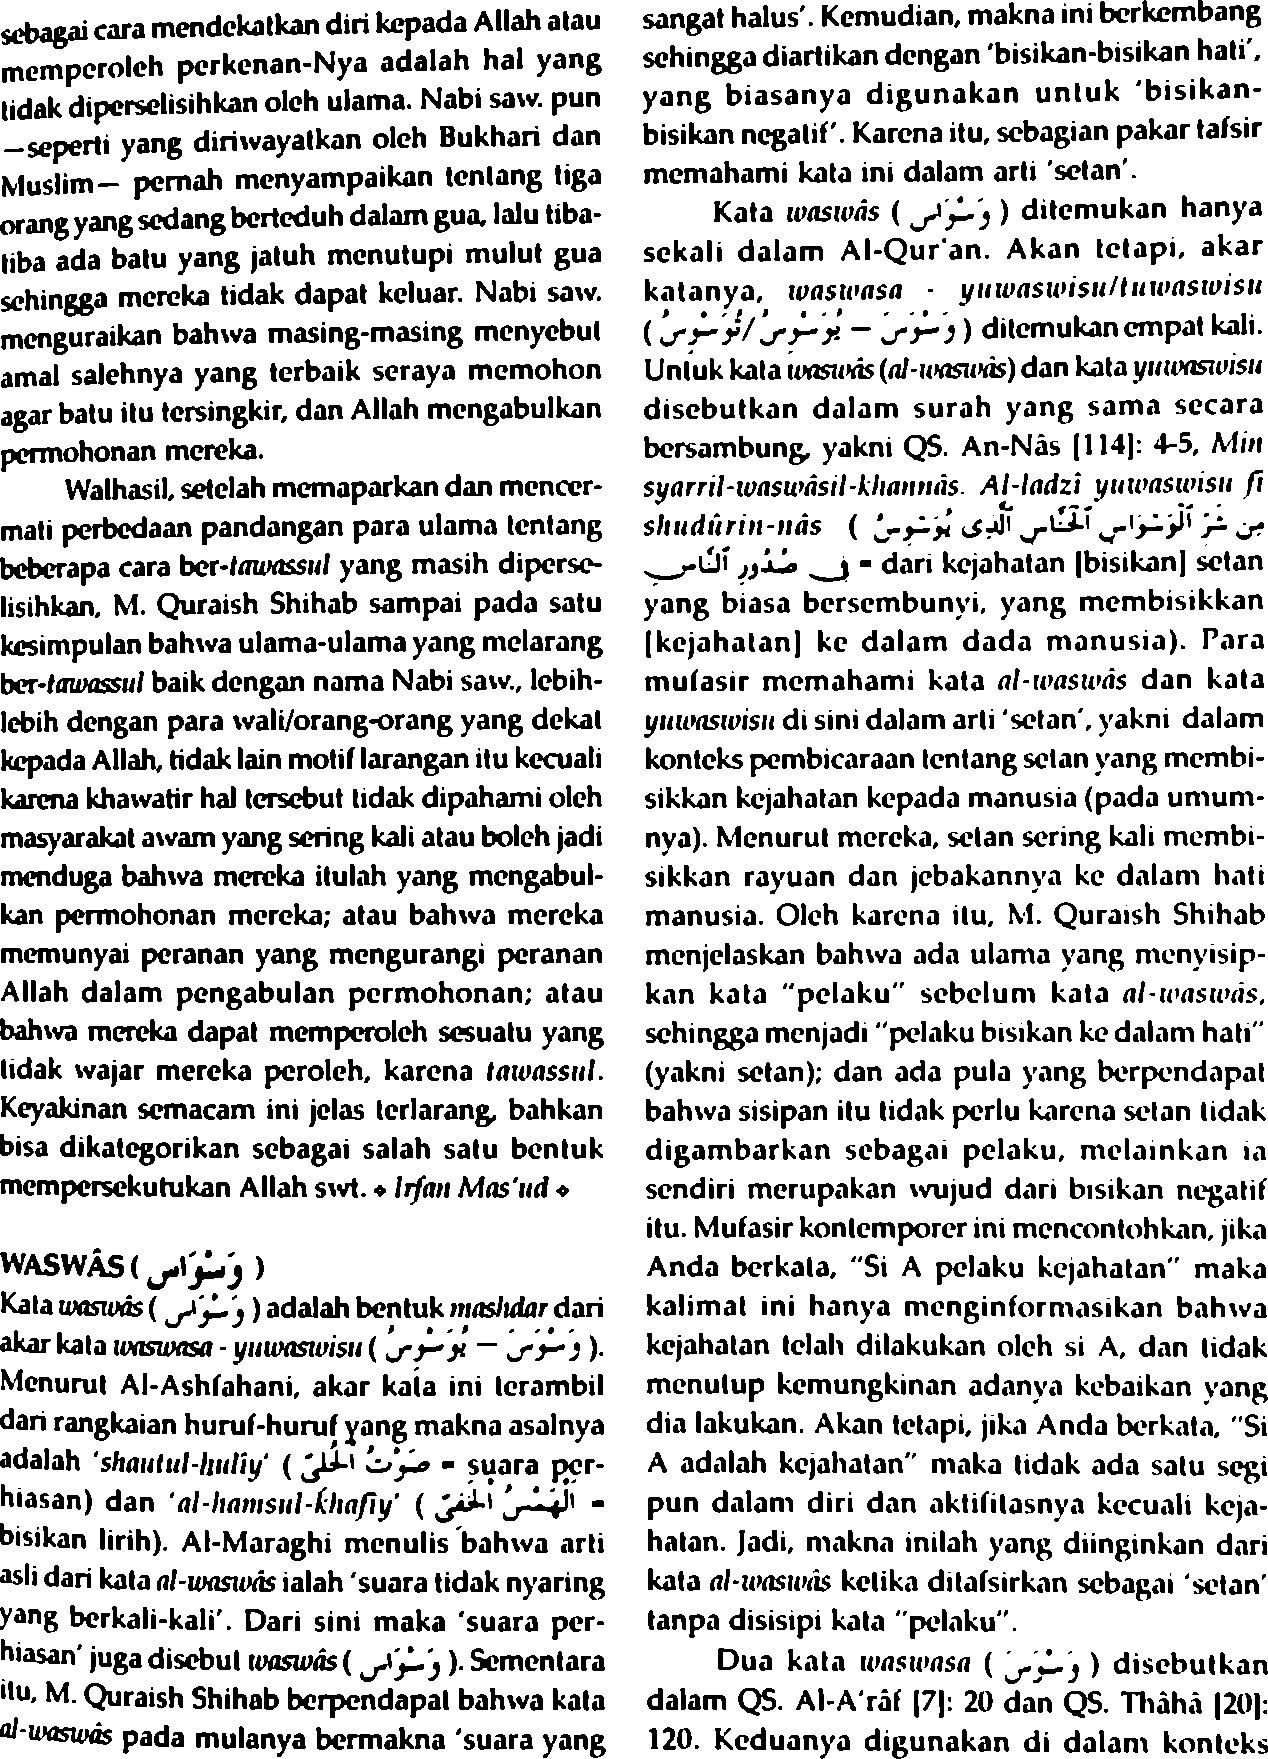 sebagai cara mendekatkan diri kepada Allah atau
memperoleh perkenan-Nya adalah hal yang
tidak diperselisihkan oleh ulama. Nabi saw. pun
—seperti yang diriwayatkan oleh Bukhari dan
Muslim— pernah menyampaikan tentang tiga
orang yang sedang berteduh dalam gua, lalu tiba-
tiba ada batu yang jatuh menutupi mulut gua
sehingga mereka tidak dapat keluar. Nabi saw.
menguraikan bahwa masing-masing menyebut
amal salehnya yang terbaik seraya memohon
agar batu itu tersingkir, dan Allah mengabulkan
permohonan mereka.
Walhasil, setelah memaparkan dan mencer-
mati perbedaan pandangan para ulama tentang
beberapa cara ber-tawassul yang masih diperse-
lisihkan, M. Quraish Shihab sampai pada satu
kesimpulan bahwa ulama-ulama yang melarang
ber-tawassul baik dengan nama Nabi saw., lebih-
lebih dengan para wali/orang-orang yang dekat
kepada Allah, tidak lain motif larangan itu kecuali
karena khawatir hal tersebut tidak dipahami oleh
masyarakat awam yang sering kali atau boleh jadi
menduga bahwa mereka itulah yang mengabul-
kan permohonan mereka; atau bahwa mereka
memunyai peranan yang mengurangi peranan
Allah dalam pengabulan permohonan; atau
bahwa mereka dapat memperoleh sesuatu yang
tidak wajar mereka peroleh, karena tawassul.
Keyakinan semacam ini jelas terlarang, bahkan
bisa dikategorikan sebagai salah satu bentuk
mempersekutukan Allah swt. ⬥ Irfan Mas'ud ⬥
WASWÂS ( وَسْوَاس )
Kata waswâs ( وَسْوَاس ) adalah bentuk mashdar dari
akar kata waswasa - yuwaswisu ( وَسْوَسَ – يُوَسْوِسُ ).
Menurut Al-Ashfahani, akar kata ini terambil
dari rangkaian huruf-huruf yang makna asalnya
adalah 'shautul-huliy' ( صَوْتُ الْحُلِيّ = suara per-
hiasan) dan 'al-hamsul-khafiy' ( اَلْهَمْسُ الْخَفِيّ =
bisikan lirih). Al-Maraghi menulis bahwa arti
asli dari kata al-waswâs ialah 'suara tidak nyaring
yang berkali-kali'. Dari sini maka 'suara per-
hiasan' juga disebut waswâs ( وَسْوَاس ). Sementara
itu, M. Quraish Shihab berpendapat bahwa kata
al-waswâs pada mulanya bermakna 'suara yang
sangat halus'. Kemudian, makna ini berkembang
sehingga diartikan dengan 'bisikan-bisikan hati',
yang biasanya digunakan untuk 'bisikan-
bisikan negatif'. Karena itu, sebagian pakar tafsir
memahami kata ini dalam arti 'setan'.
Kata waswâs ( وَسْوَاس ) ditemukan hanya
sekali dalam Al-Qur'an. Akan tetapi, akar
katanya, waswasa - yuwaswisu/tuwaswisu
( وَسْوَسَ – يُوَسْوِسُ/تُوَسْوِسُ ) ditemukan empat kali.
Untuk kata waswâs (al-waswâs) dan kata yuwaswisu
disebutkan dalam surah yang sama secara
bersambung, yakni QS. An-Nâs [114]: 4-5, Min
syarril-waswâsil-khannâs. Al-ladzî yuwaswisu fî
shudûrin-nâs ( مِن شَرِّ ٱلْوَسْوَاسِ ٱلْخَنَّاسِ ٱلَّذِى يُوَسْوِسُ
فِى صُدُورِ ٱلنَّاسِ = dari kejahatan [bisikan] setan
yang biasa bersembunyi, yang membisikkan
[kejahatan] ke dalam dada manusia). Para
mufasir memahami kata al-waswâs dan kata
yuwaswisu di sini dalam arti 'setan', yakni dalam
konteks pembicaraan tentang setan yang membi-
sikkan kejahatan kepada manusia (pada umum-
nya). Menurut mereka, setan sering kali membi-
sikkan rayuan dan jebakannya ke dalam hati
manusia. Oleh karena itu, M. Quraish Shihab
menjelaskan bahwa ada ulama yang menyisip-
kan kata "pelaku" sebelum kata al-waswâs,
sehingga menjadi "pelaku bisikan ke dalam hati"
(yakni setan); dan ada pula yang berpendapat
bahwa sisipan itu tidak perlu karena setan tidak
digambarkan sebagai pelaku, melainkan ia
sendiri merupakan wujud dari bisikan negatif
itu. Mufasir kontemporer ini mencontohkan, jika
Anda berkata, "Si A pelaku kejahatan" maka
kalimat ini hanya menginformasikan bahwa
kejahatan telah dilakukan oleh si A, dan tidak
menutup kemungkinan adanya kebaikan yang
dia lakukan. Akan tetapi, jika Anda berkata, "Si
A adalah kejahatan" maka tidak ada satu segi
pun dalam diri dan aktifitasnya kecuali keja-
hatan. Jadi, makna inilah yang diinginkan dari
kata al-waswâs ketika ditafsirkan sebagai 'setan'
tanpa disisipi kata "pelaku".
Dua kata waswasa ( وَسْوَسَ ) disebutkan
dalam QS. Al-A'râf [7]: 20 dan QS. Thâhâ [20]:
120. Keduanya digunakan di dalam konteks